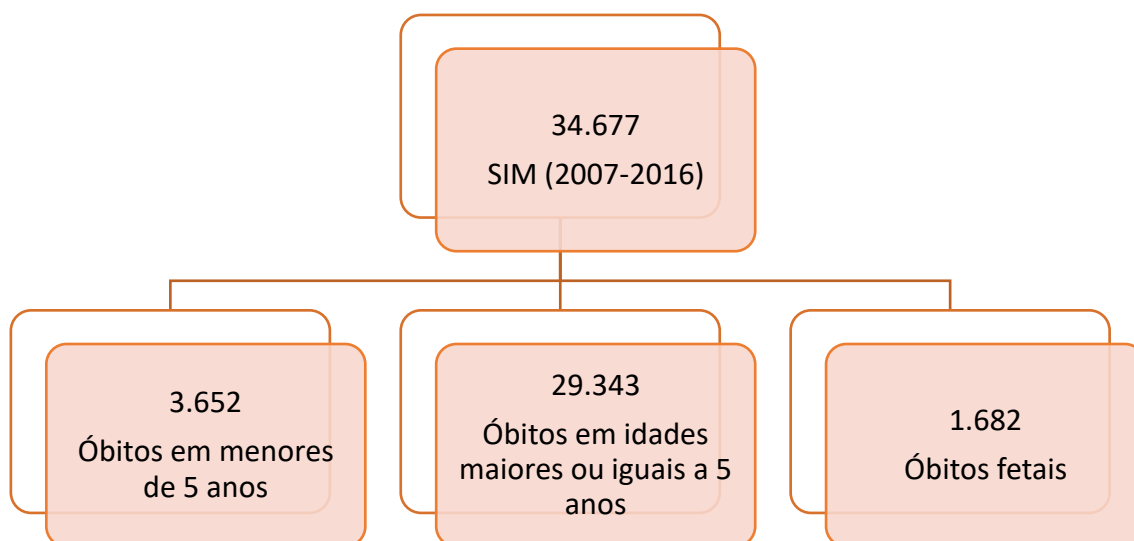 34.677
SIM (2007-2016)
3.652
Óbitos em menores
de 5 anos
29.343
Óbitos em idades
maiores ou iguais a 5
anos
1.682
Óbitos fetais